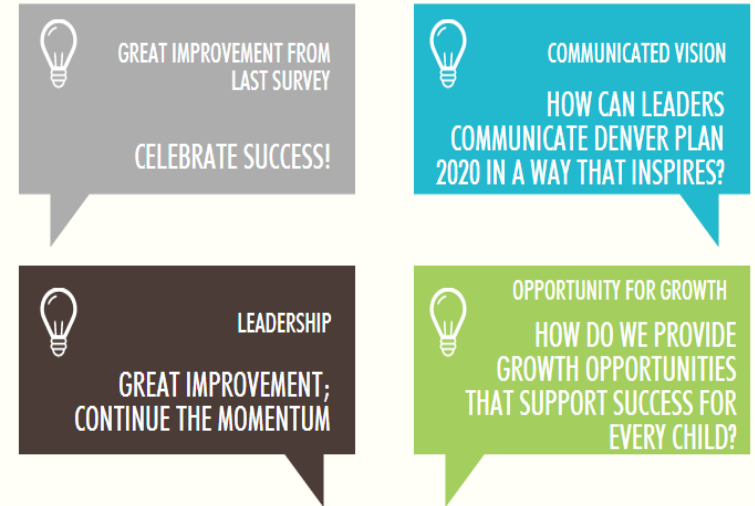 GREAT IMPROVEMENT FROM
LAST SURVEY
CELEBRATE SUCCESS!
COMMUNICATED VISION
HOW CAN LEADERS
COMMUNICATE DENVER PLAN
2020 IN A WAY THAT INSPIRES?
LEADERSHIP
GREAT IMPROVEMENT;
CONTINUE THE MOMENTUM
OPPORTUNITY FOR GROWTH
HOW DO WE PROVIDE
GROWTH OPPORTUNITIES
THAT SUPPORT SUCCESS FOR
EVERY CHILD?